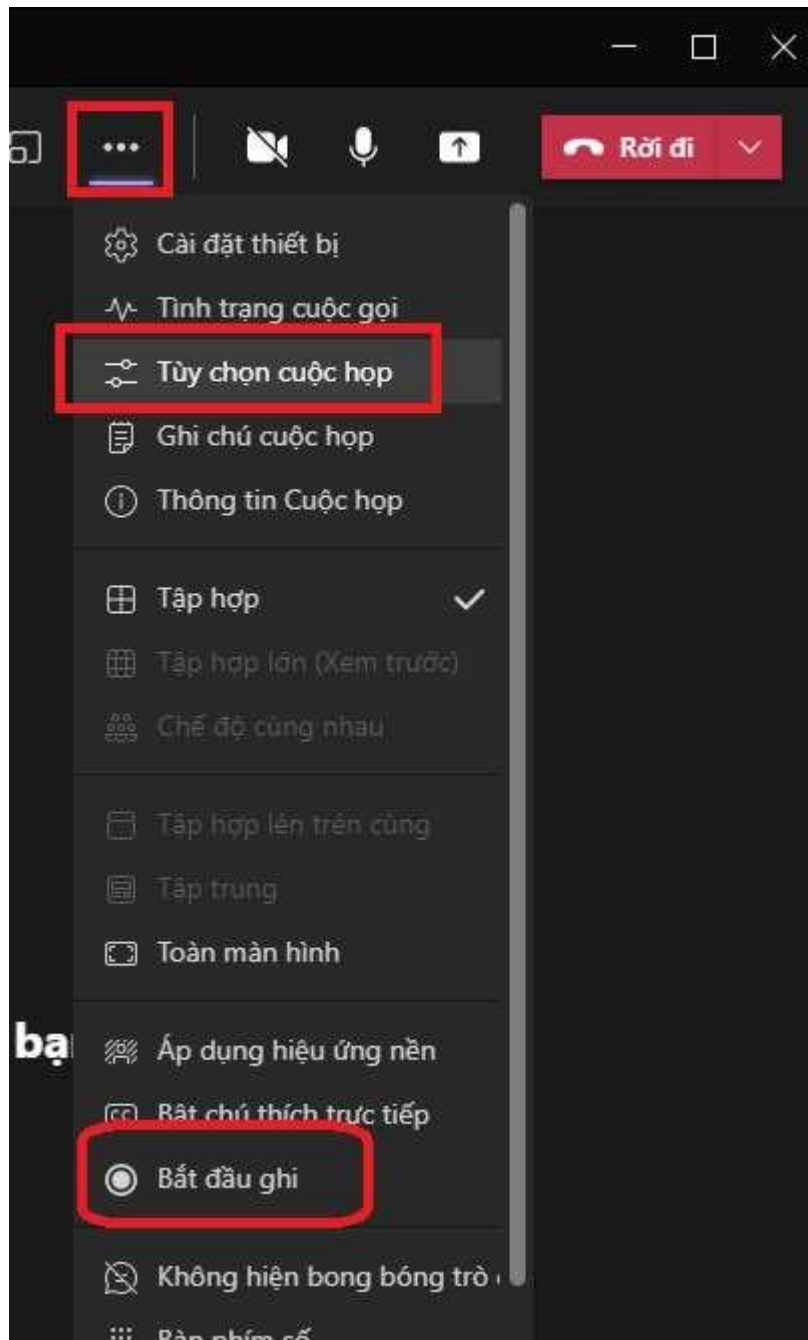 Rời đi
Cài đặt thiết bị
Tình trạng cuộc gọi
Tùy chọn cuộc họp
Ghi chú cuộc họp
Thông tin Cuộc họp
Tập hợp
Tập hợp lớn (Xem trước)
Chế độ cùng nhau
Tập hợp lên trên cùng
Tập trung
Toàn màn hình
bạ
Áp dụng hiệu ứng nền
CC Bật chú thích trực tiếp
Bắt đầu ghi
Không hiện bong bóng trò
Bàn phím số